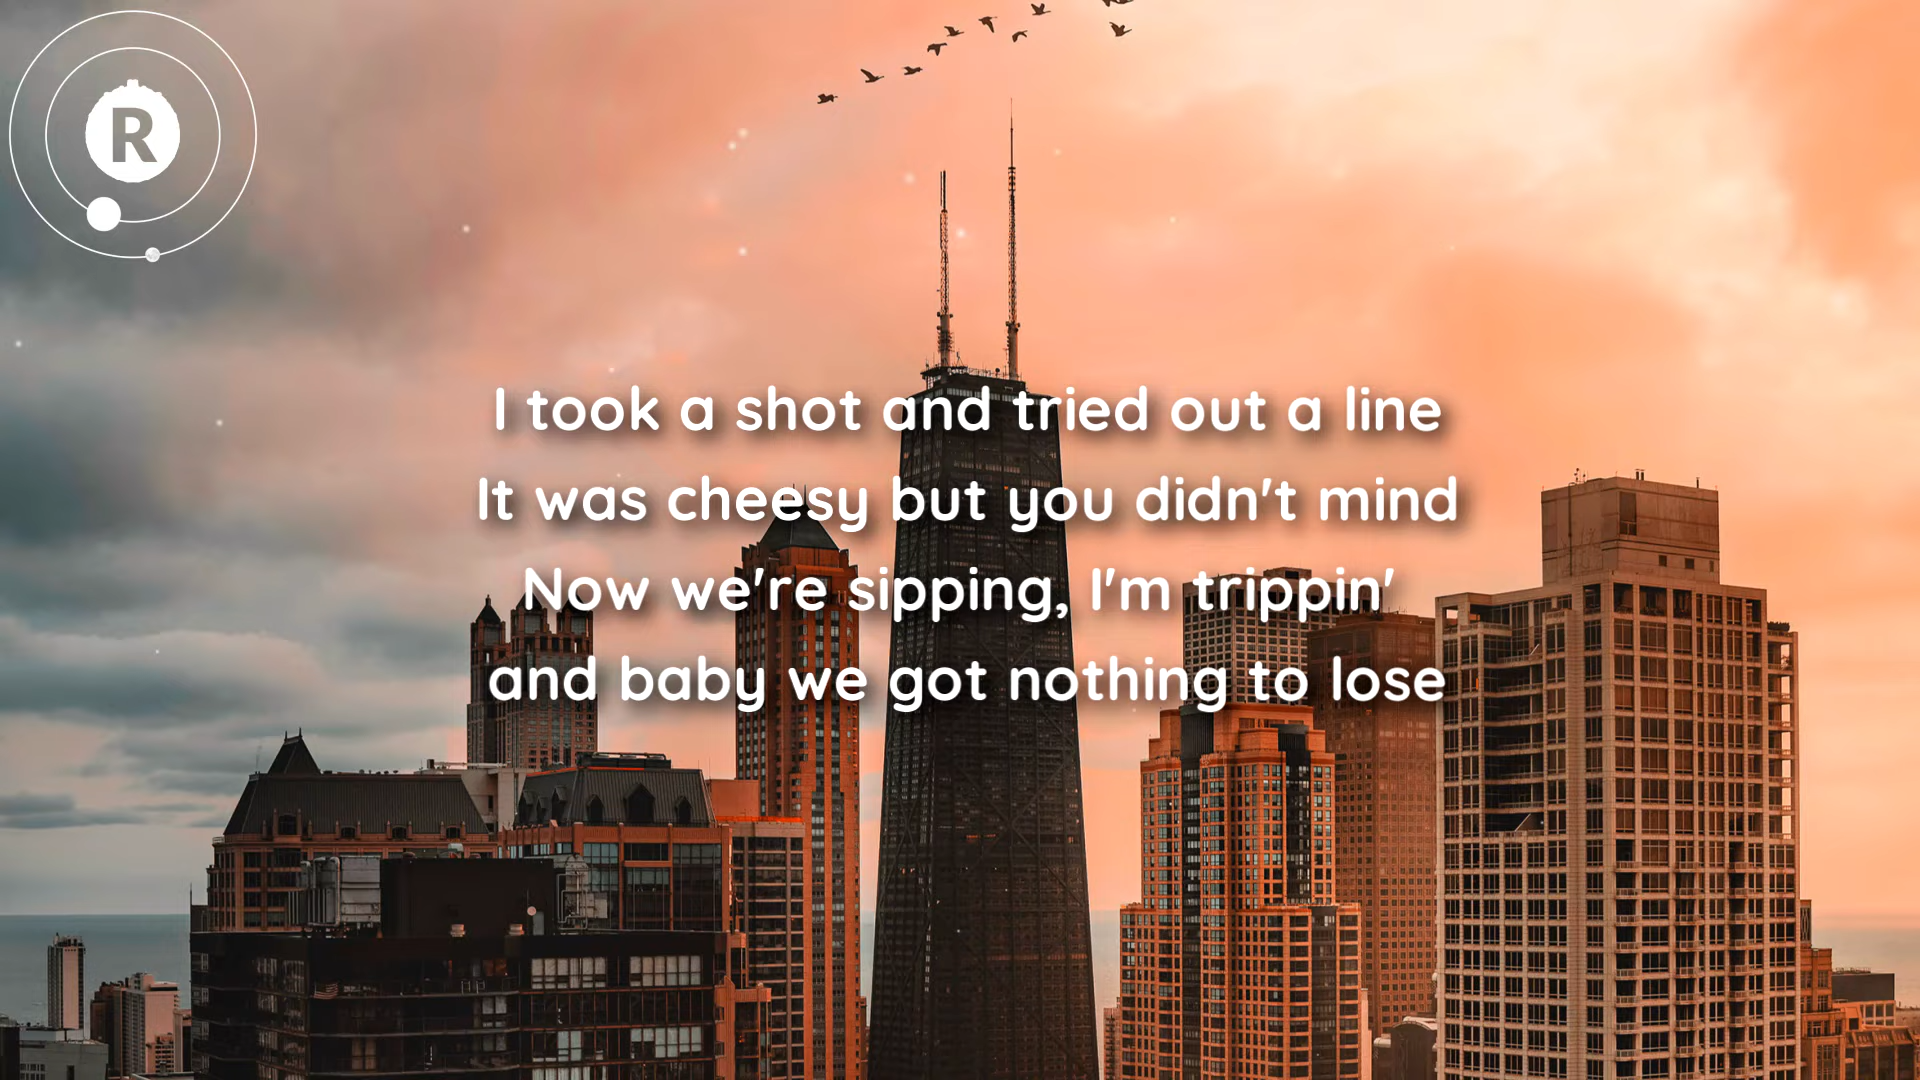 R
I took a shot and tried out a line
It was cheesy but you didn't mind
Now we're sipping, I'm trippin'
and baby we got nothing to lose